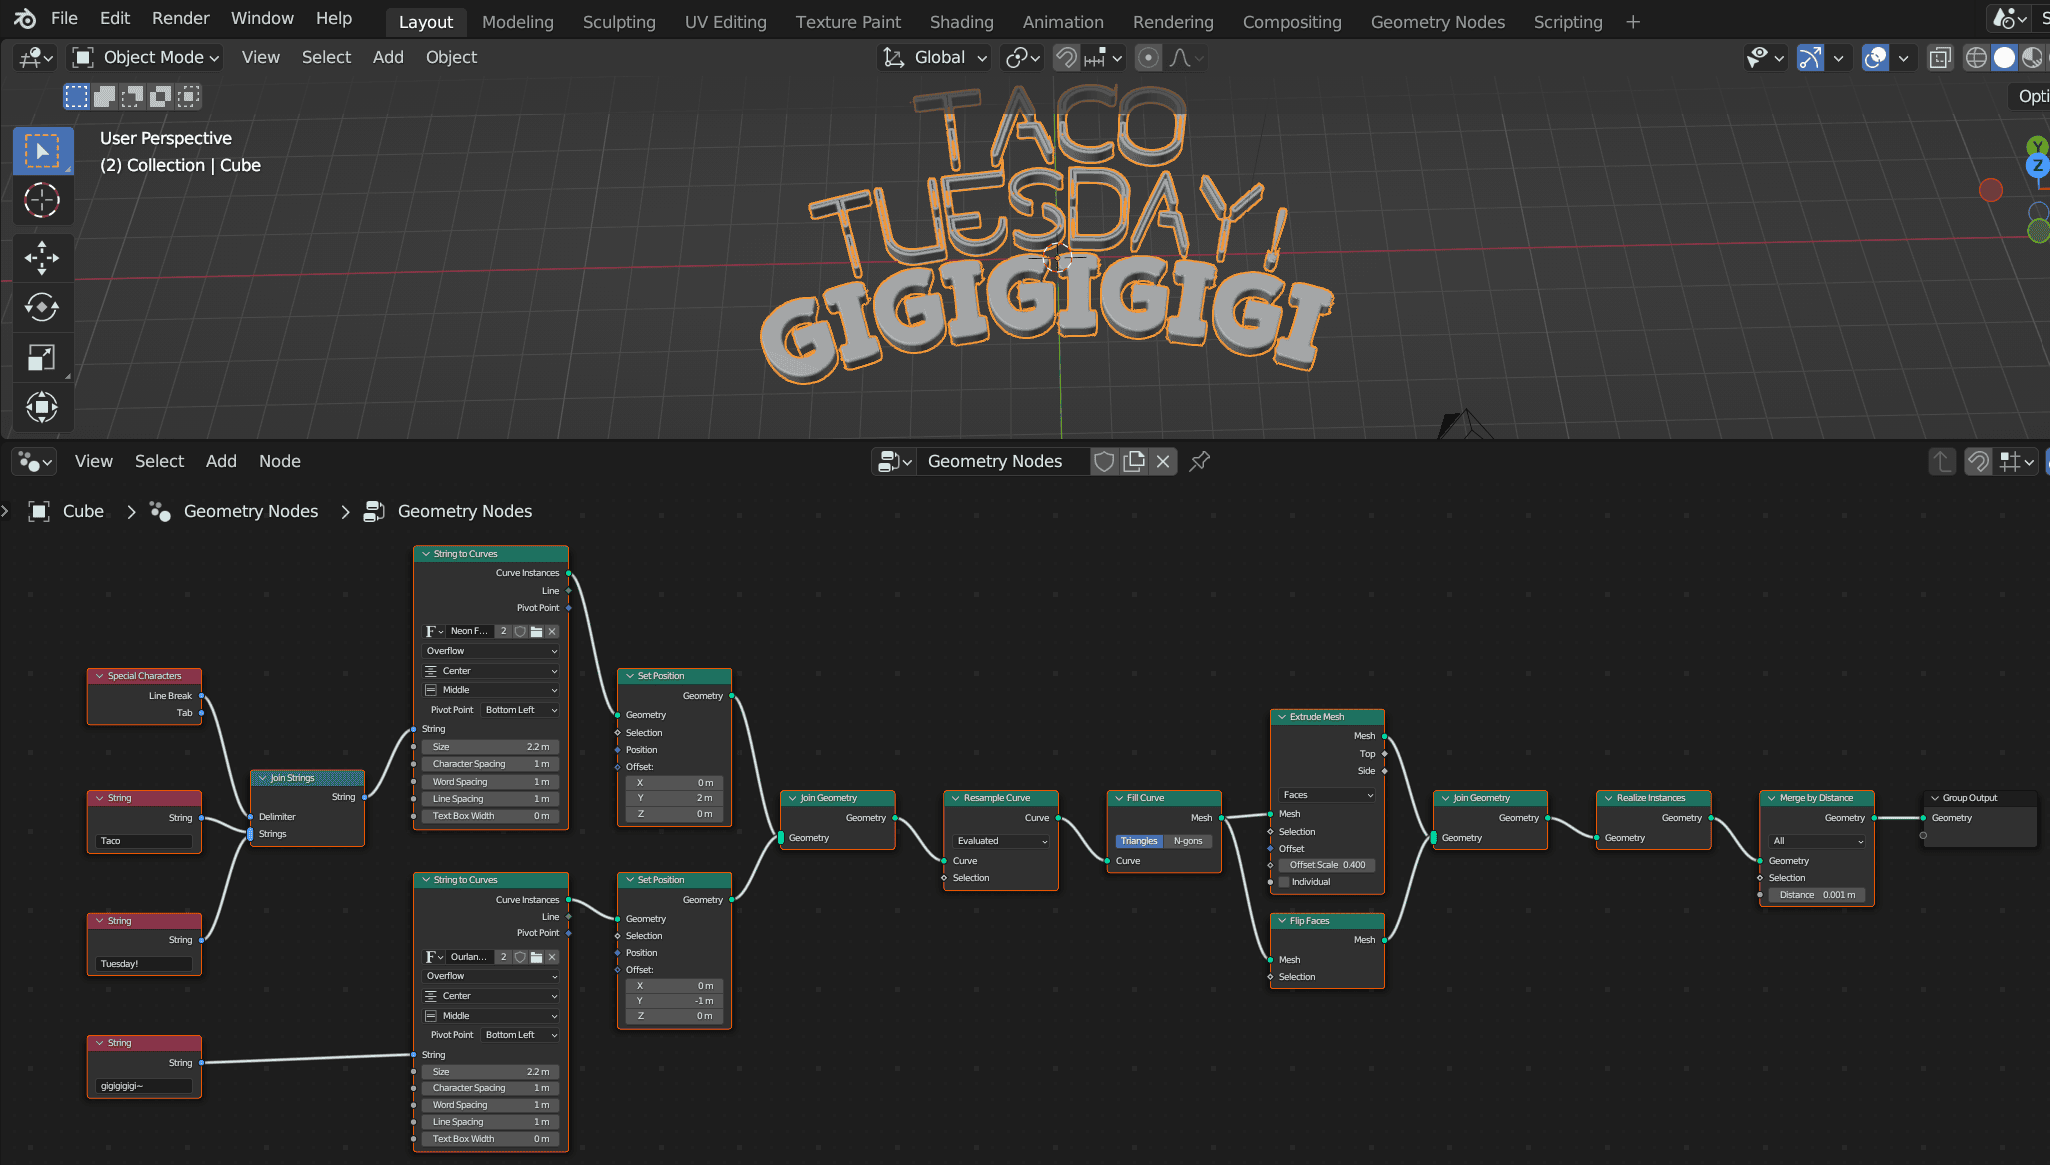 File Edit Render Window Help Layout Modeling Sculpting UV Editing Texture Paint Shading Animation Rendering Compositing Geometry Nodes Scripting
Object Mode View Select Add Object Global
User Perspective
(2) Collection | Cube
TACO
TUESDAY!
GIGIGIGIGI
Y
Z
View Select Add Node Geometry Nodes
Cube > Geometry Nodes > Geometry Nodes
Special Characters
Line Break
Tab
String
String
Taco
String
String
Tuesday!
String
String
gigigigigi~
Join Strings
String
Delimiter
Strings
String to Curves
Curve Instances
Line
Pivot Point
F Neon F... 2
Overflow
Center
Middle
Pivot Point Bottom Left
String
Size 2.2 m
Character Spacing 1 m
Word Spacing 1 m
Line Spacing 1 m
Text Box Width 0 m
String to Curves
Curve Instances
Line
Pivot Point
F Ourlan... 2
Overflow
Center
Middle
Pivot Point Bottom Left
String
Size 2.2 m
Character Spacing 1 m
Word Spacing 1 m
Line Spacing 1 m
Text Box Width 0 m
Set Position
Geometry
Geometry
Selection
Position
Offset:
X 0 m
Y 2 m
Z 0 m
Set Position
Geometry
Geometry
Selection
Position
Offset:
X 0 m
Y -1 m
Z 0 m
Join Geometry
Geometry
Geometry
Resample Curve
Curve
Evaluated
Curve
Selection
Fill Curve
Mesh
Triangles N-gons
Curve
Extrude Mesh
Mesh
Top
Side
Faces
Mesh
Selection
Offset
Offset Scale 0.400
Individual
Flip Faces
Mesh
Mesh
Selection
Join Geometry
Geometry
Geometry
Realize Instances
Geometry
Geometry
Merge by Distance
Geometry
All
Geometry
Selection
Distance 0.001 m
Group Output
Geometry